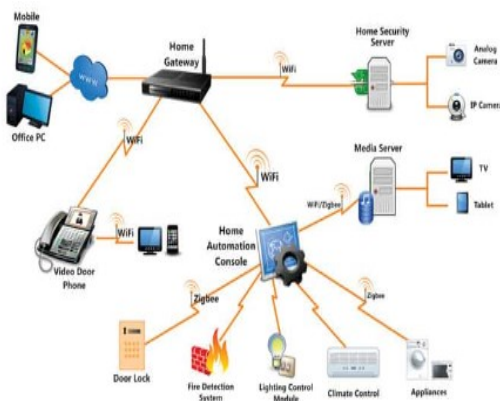 Mobile
Office PC
WWW
Home
Gateway
WiFi
Home Security
Server
Analog
Camera
IP Camera
WiFi
WiFi
Media Server
TV
Tablet
WiFi/Zigbee
Video Door
Phone
WiFi
Home
Automation
Console
Zigbee
Zigbee
Door Lock
Fire Detection
System
Lighting Control
Module
Climate Control
Appliances